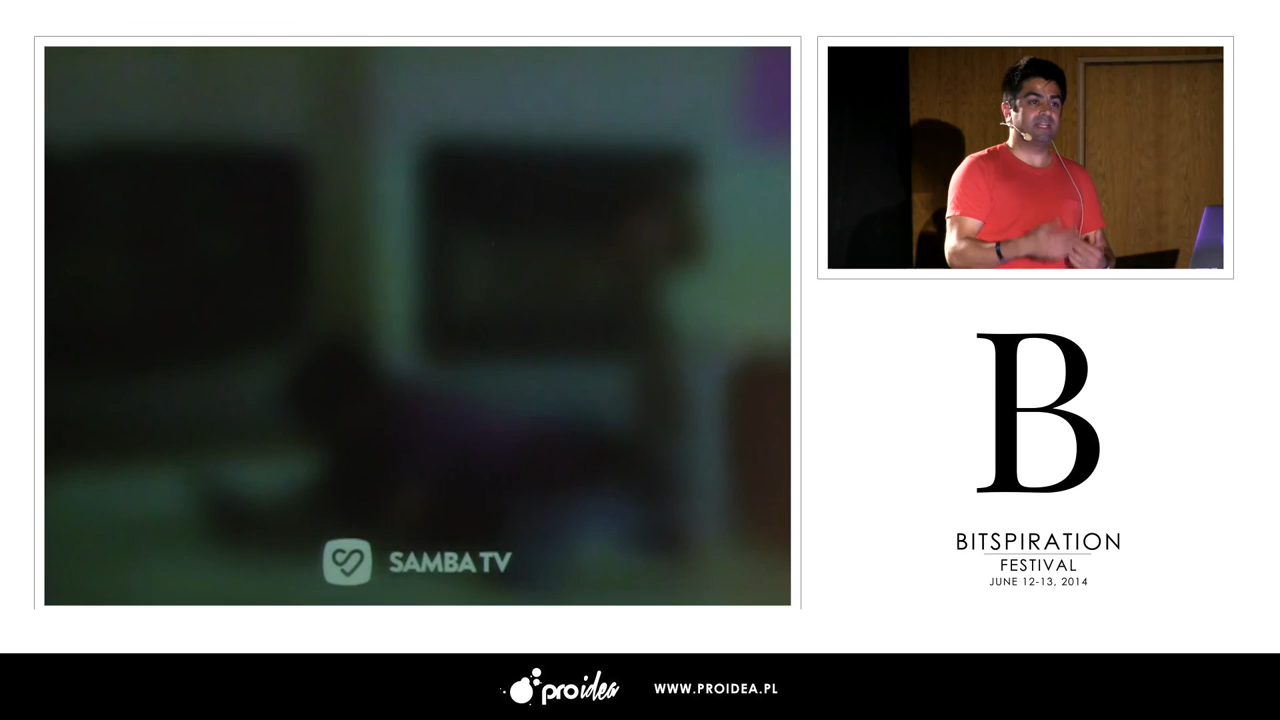 SAMBA TV
B
BITSPIRATION
FESTIVAL
JUNE 12-13, 2014
proidea
WWW.PROIDEA.PL